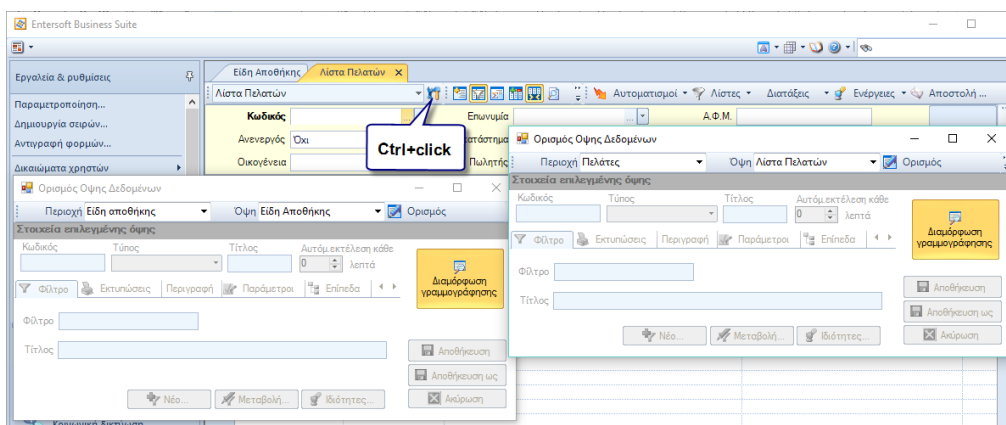 Entersoft Business Suite
Εργαλεία & ρυθμίσεις
Παραμετροποίηση...
Δημιουργία σειρών...
Αντιγραφή φορμών...
Δικαιώματα χρηστών
Είδη Αποθήκης Λίστα Πελατών
Λίστα Πελατών Αυτοματισμοί Λίστες Διατάξεις Ενέργειες Αποστολή ...
Κωδικός ... Επωνυμία ... Α.Φ.Μ.
Ανενεργός Όχι
Οικογένεια Πωλητής
Ctrl+click
Ορισμός Οψης Δεδομένων
Περιοχή Είδη αποθήκης Όψη Είδη Αποθήκης Ορισμός
Στοιχεία επιλεγμένης όψης
Κωδικός Τύπος Τίτλος Αυτόμ.εκτέλεση κάθε
0 λεπτά
Διαμόρφωση
γραμμογράφησης
Φίλτρο Εκτυπώσεις Περιγραφή Παράμετροι Επίπεδα
Φίλτρο
Τίτλος
Αποθήκευση
Αποθήκευση ως
Νέο... Μεταβολή... Ιδιότητες... Ακύρωση
Ορισμός Οψης Δεδομένων
Περιοχή Πελάτες Όψη Λίστα Πελατών Ορισμός
Στοιχεία επιλεγμένης όψης
Κωδικός Τύπος Τίτλος Αυτόμ.εκτέλεση κάθε
0 λεπτά
Διαμόρφωση
γραμμογράφησης
Φίλτρο Εκτυπώσεις Περιγραφή Παράμετροι Επίπεδα
Φίλτρο
Τίτλος
Αποθήκευση
Αποθήκευση ως
Νέο... Μεταβολή... Ιδιότητες... Ακύρωση